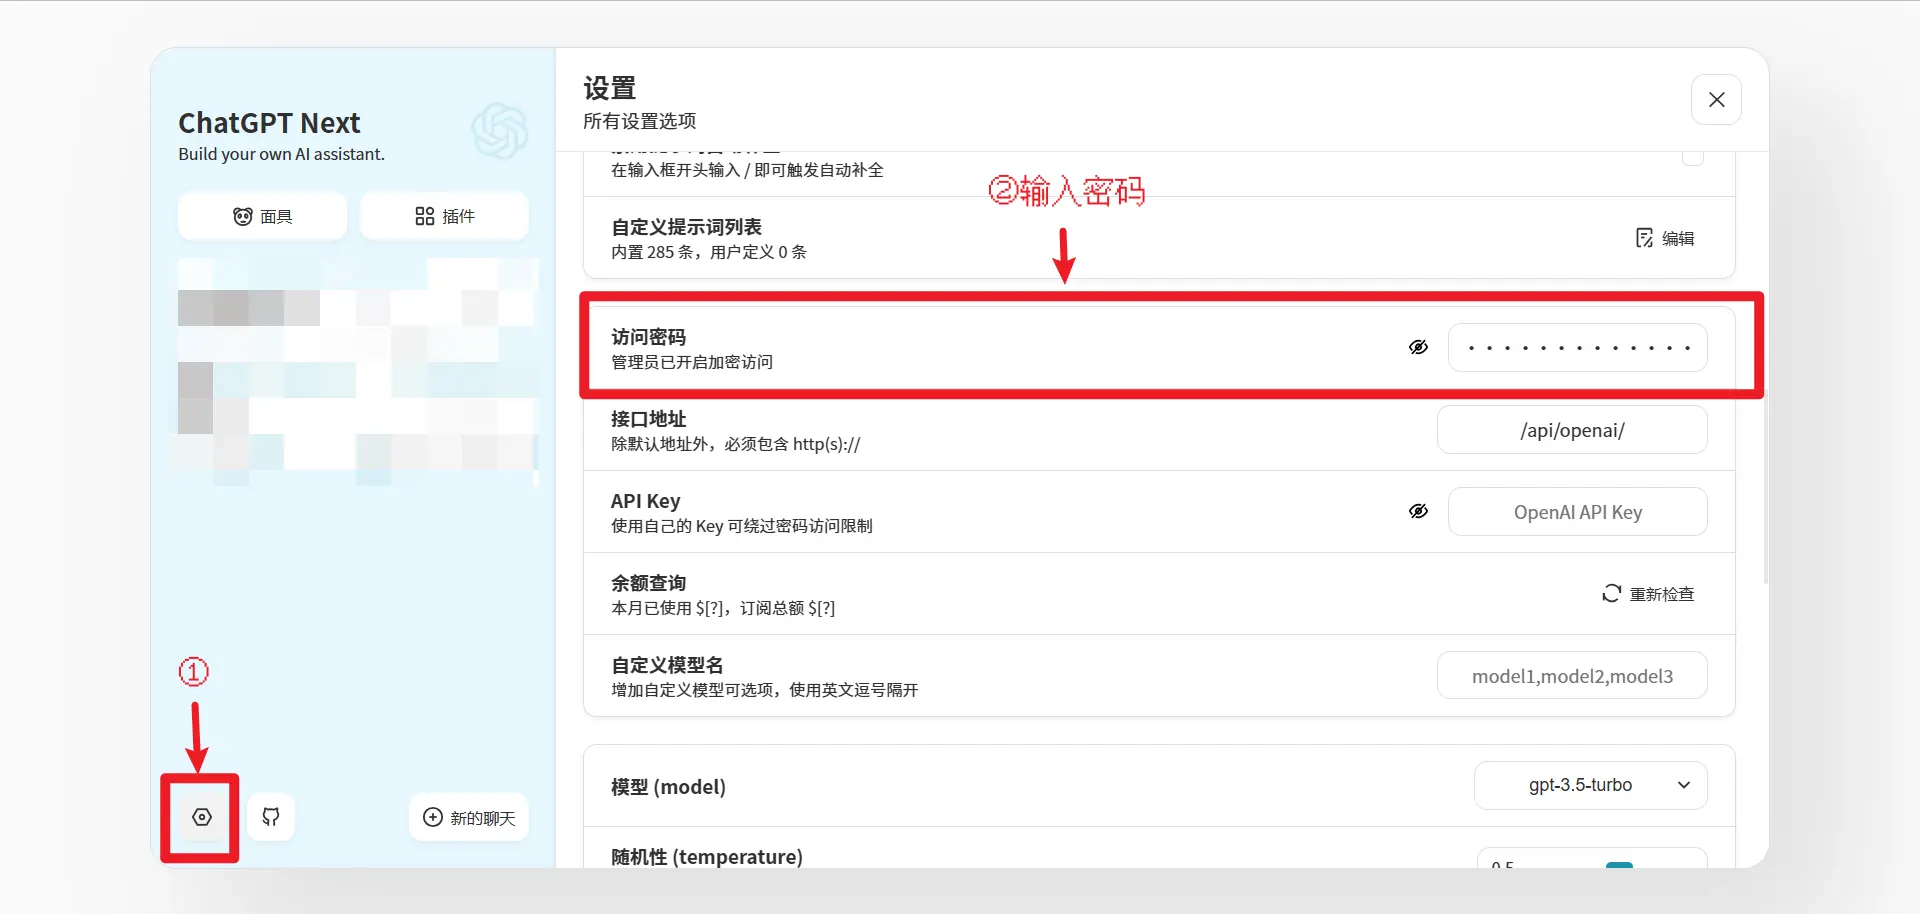 ChatGPT Next
Build your own AI assistant.
面具
插件
①
新的聊天
设置
所有设置选项
在输入框开头输入 / 即可触发自动补全
②输入密码
自定义提示词列表
内置 285 条，用户定义 0 条
编辑
访问密码
管理员已开启加密访问
接口地址
除默认地址外，必须包含 http(s)://
/api/openai/
API Key
使用自己的 Key 可绕过密码访问限制
OpenAI API Key
余额查询
本月已使用 $[?]，订阅总额 $[?]
重新检查
自定义模型名
增加自定义模型可选项，使用英文逗号隔开
model1,model2,model3
模型 (model)
gpt-3.5-turbo
随机性 (temperature)
0.5